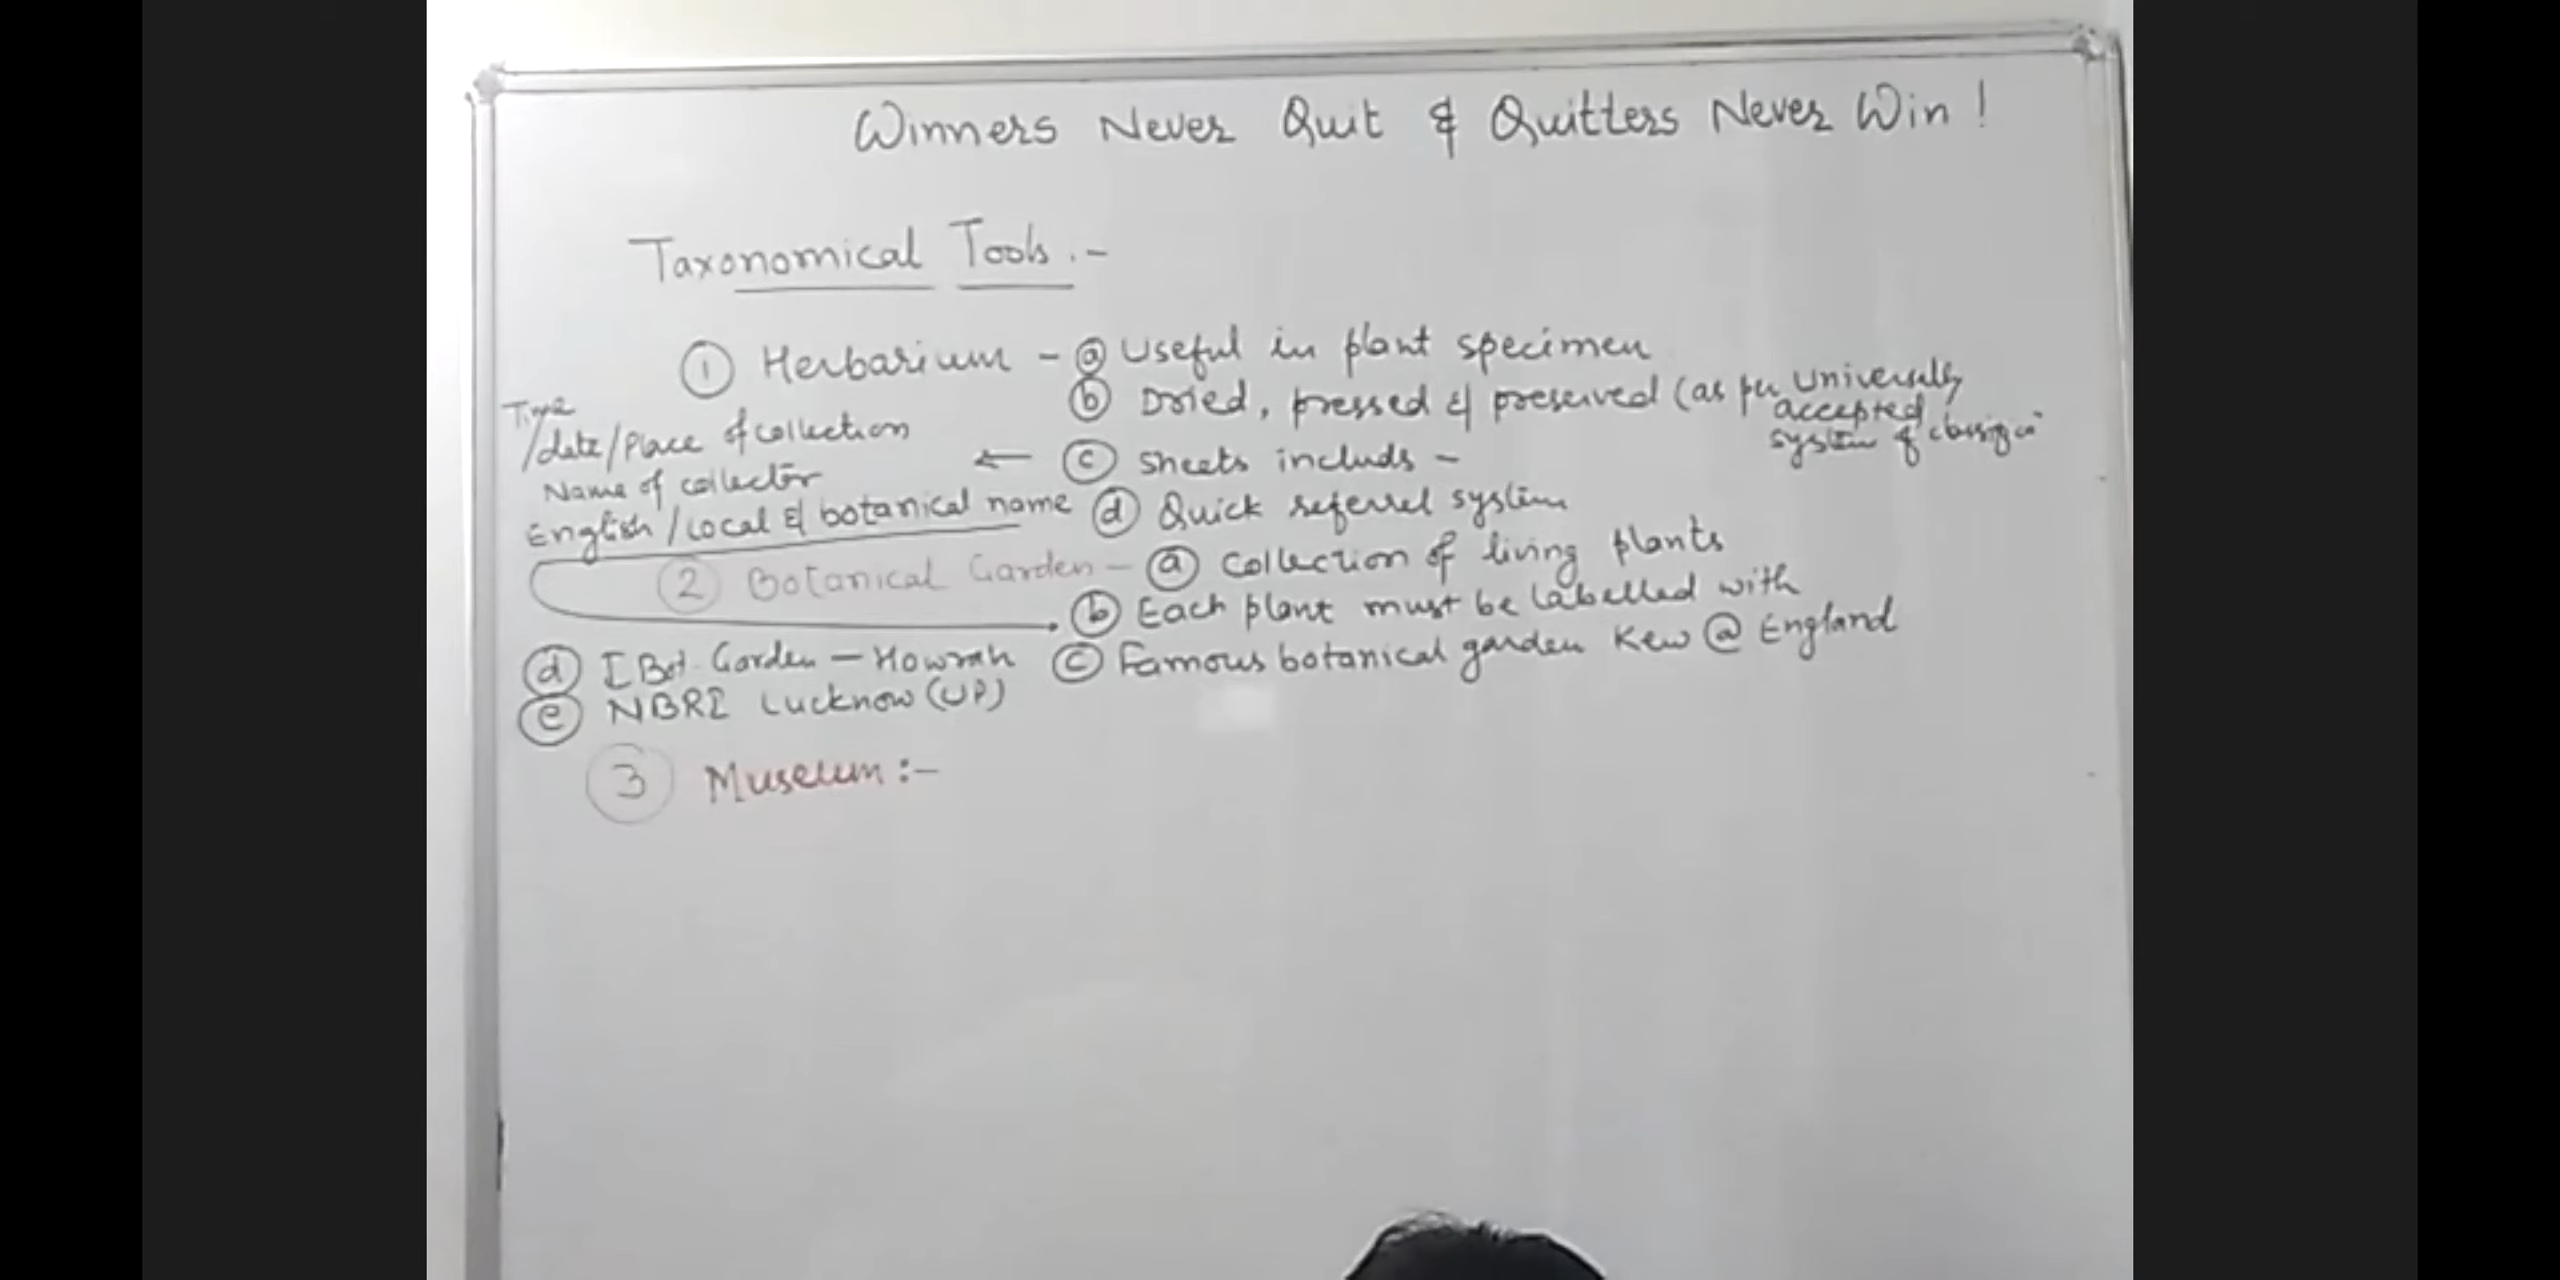 Winners Never Quit & Quitters Never Win !
Taxonomical Tools .-
① Herbarium - ⓐ Useful in plant specimen
ⓑ Dried, pressed & preserved (as per universally
accepted
system of
Time
/date/Place of collection
← ⓒ sheets includs -
Name of collector
English / Local & botanical name
ⓓ Quick referrel system
② Botanical Garden - ⓐ collection of living plants
ⓑ Each plant must be labelled with
ⓒ Famous botanical garden Kew @ England
ⓓ I Bot. Garden - Howrah
ⓔ NBRI Lucknow (UP)
③ Museum :-